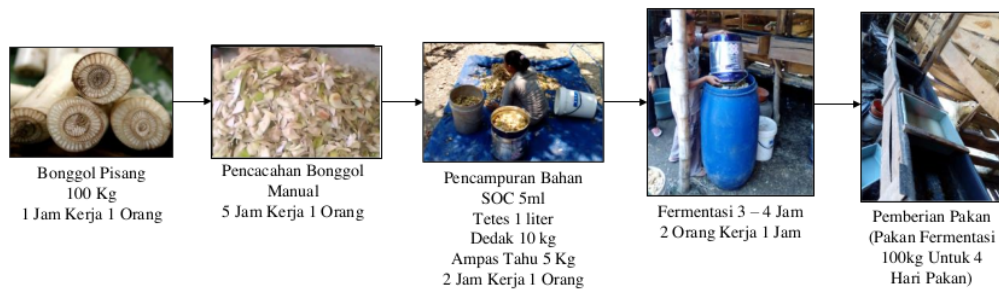 Bonggol Pisang
100 Kg
1 Jam Kerja 1 Orang
Pencacahan Bonggol
Manual
5 Jam Kerja 1 Orang
Pencampuran Bahan
SOC 5ml
Tetes 1 liter
Dedak 10 kg
Ampas Tahu 5 Kg
2 Jam Kerja 1 Orang
Fermentasi 3 – 4 Jam
2 Orang Kerja 1 Jam
Pemberian Pakan
(Pakan Fermentasi
100kg Untuk 4
Hari Pakan)